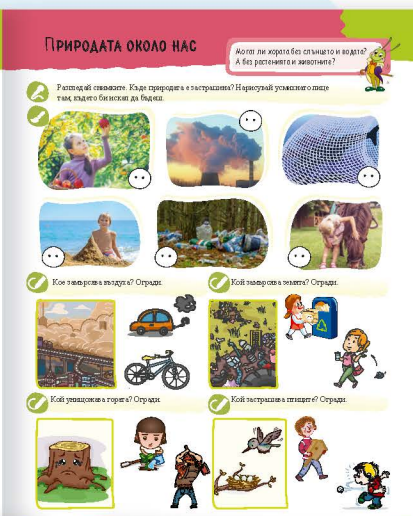 ПРИРОДАТА ОКОЛО НАС
Могат ли хората без слънцето и водата?
А без растенията и животните?
Разгледай снимките. Къде природата е застрашена? Нарисувай усмихнато лице
там, където би искал да бъдеш.
Кое замърсява въздуха? Огради.
Кой замърсява земята? Огради.
Кой унищожава гората? Огради.
Кой застрашава птиците? Огради.